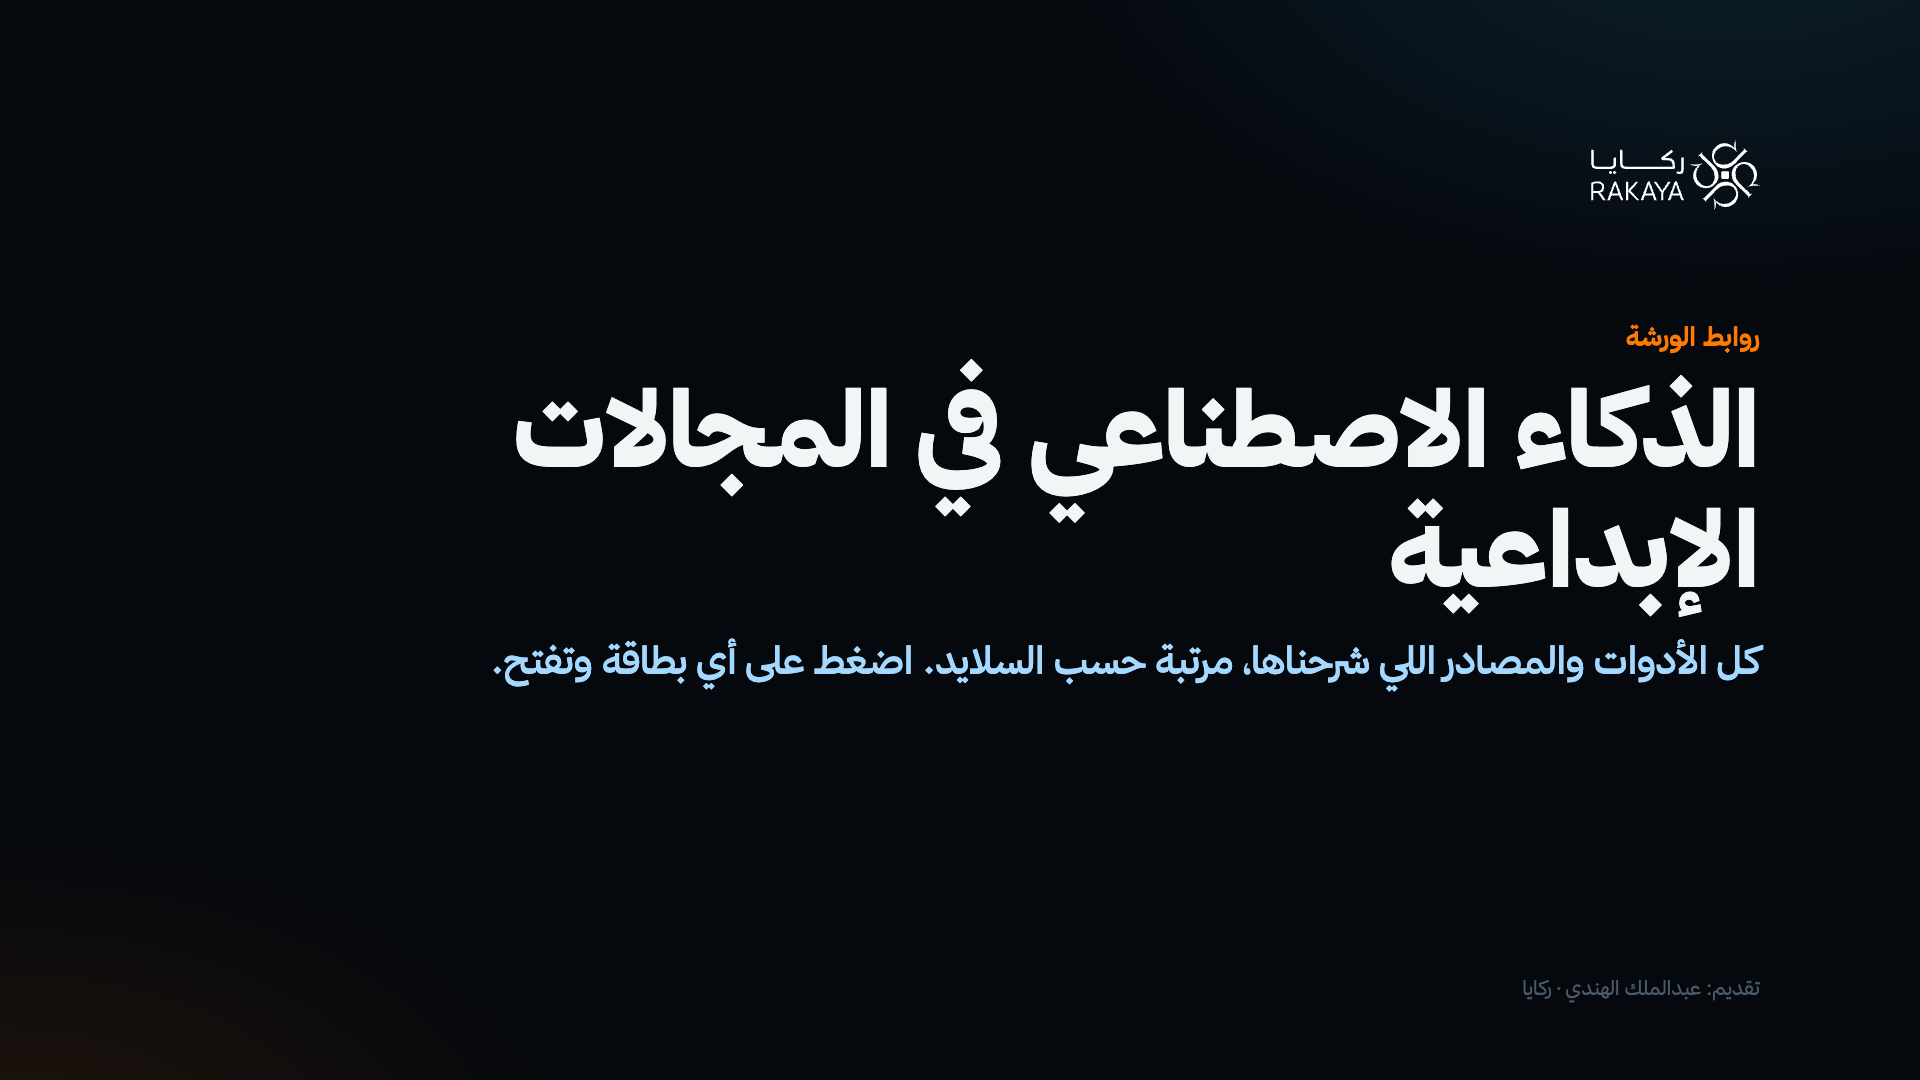 ركايا
RAKAYA
روابط الورشة
الذكاء الاصطناعي في المجالات
الإبداعية
كل الأدوات والمصادر اللي شرحناها، مرتبة حسب السلايد. اضغط على أي بطاقة وتفتح.
تقديم: عبدالملك الهندي · ركايا